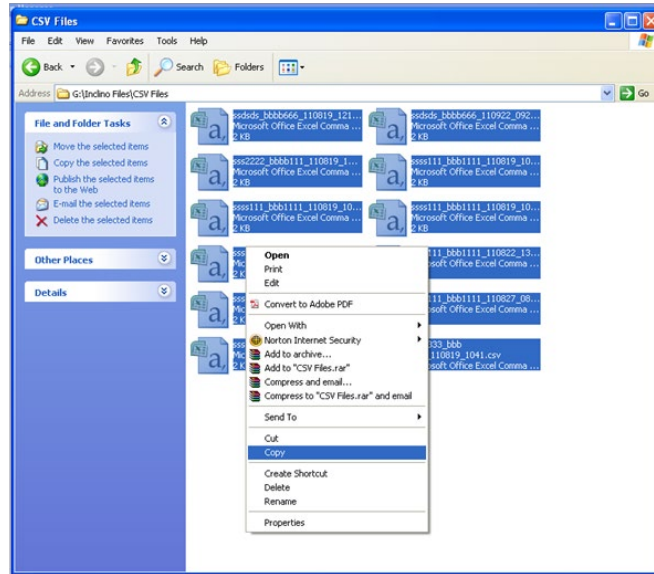 CSV Files
File Edit View Favorites Tools Help
Back Search Folders
Address G:\Inclino Files\CSV Files Go
File and Folder Tasks
Move the selected items
Copy the selected items
Publish the selected items
to the Web
E-mail the selected items
Delete the selected items
Other Places
Details
ssdsds_bbbb666_110819_121...
Microsoft Office Excel Comma ...
2 KB
ssdsds_bbbb666_110922_092...
Microsoft Office Excel Comma ...
2 KB
sss2222_bbbb111_110819_1...
Microsoft Office Excel Comma ...
2 KB
ssss111_bbb1111_110819_10...
Microsoft Office Excel Comma ...
2 KB
ssss111_bbb1111_110819_10...
Microsoft Office Excel Comma ...
2 KB
ssss111_bbb1111_110819_10...
Microsoft Office Excel Comma ...
2 KB
111_bbb1111_110822_13...
soft Office Excel Comma ...
111_bbb1111_110827_08...
soft Office Excel Comma ...
333_bbb
_110819_1041.csv
soft Office Excel Comma ...
Open
Print
Edit
Convert to Adobe PDF
Open With
Norton Internet Security
Add to archive...
Add to "CSV Files.rar"
Compress and email...
Compress to "CSV Files.rar" and email
Send To
Cut
Copy
Create Shortcut
Delete
Rename
Properties